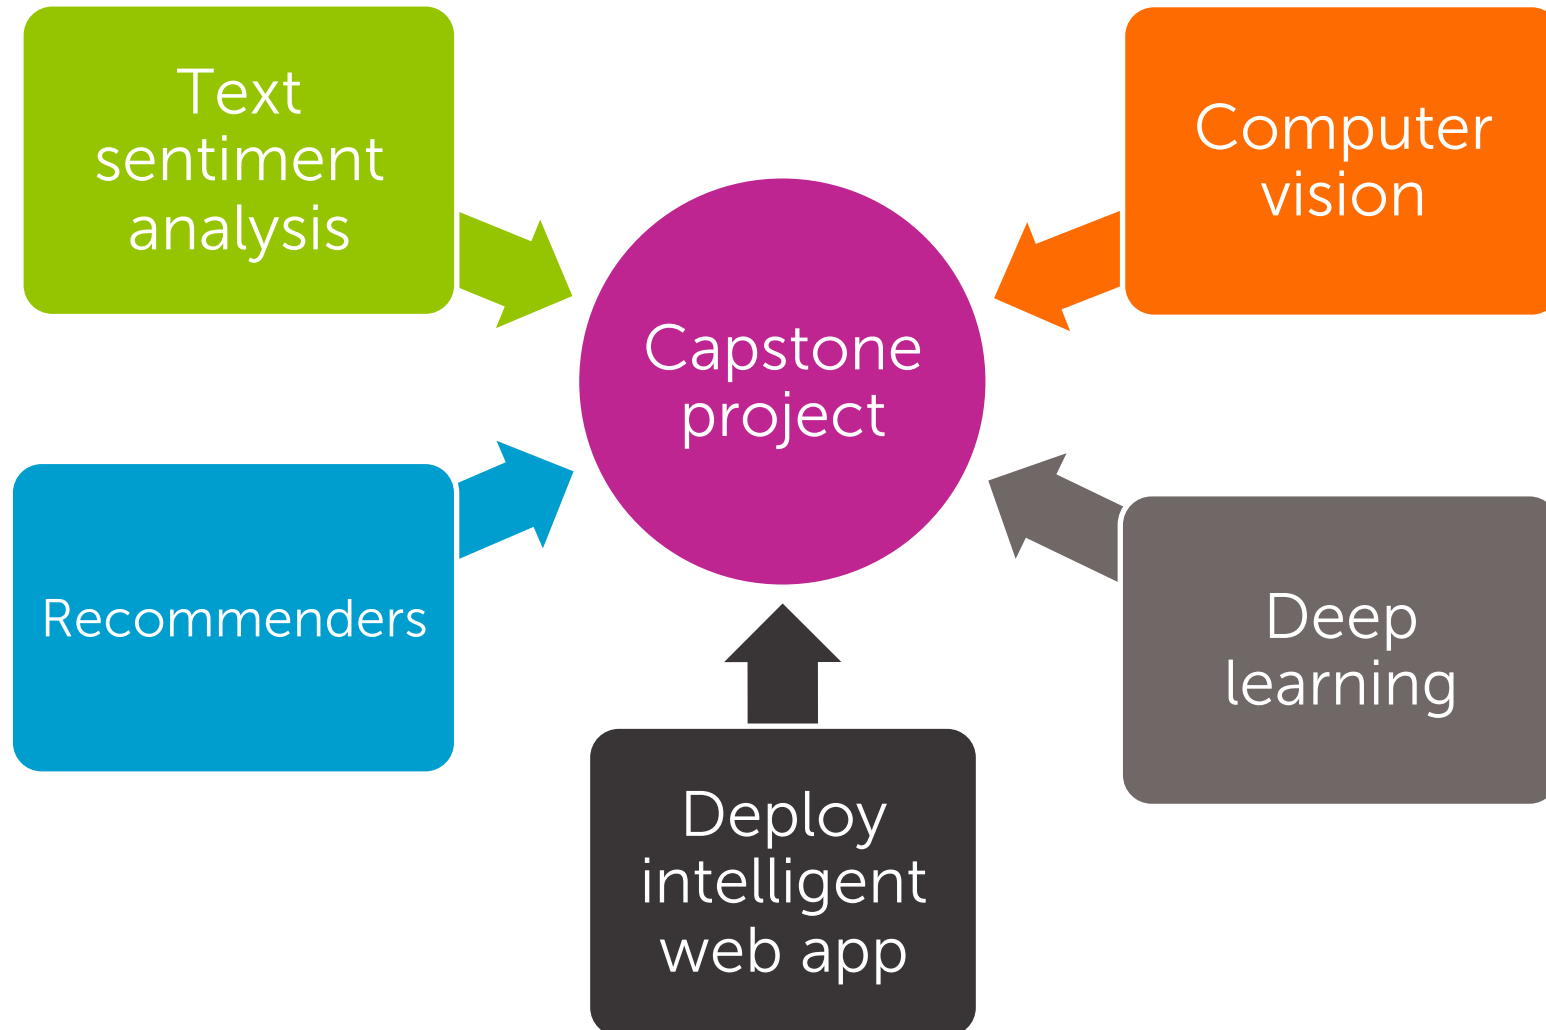 Text
sentiment
analysis
Computer
vision
Capstone
project
Recommenders
Deep
learning
Deploy
intelligent
web app